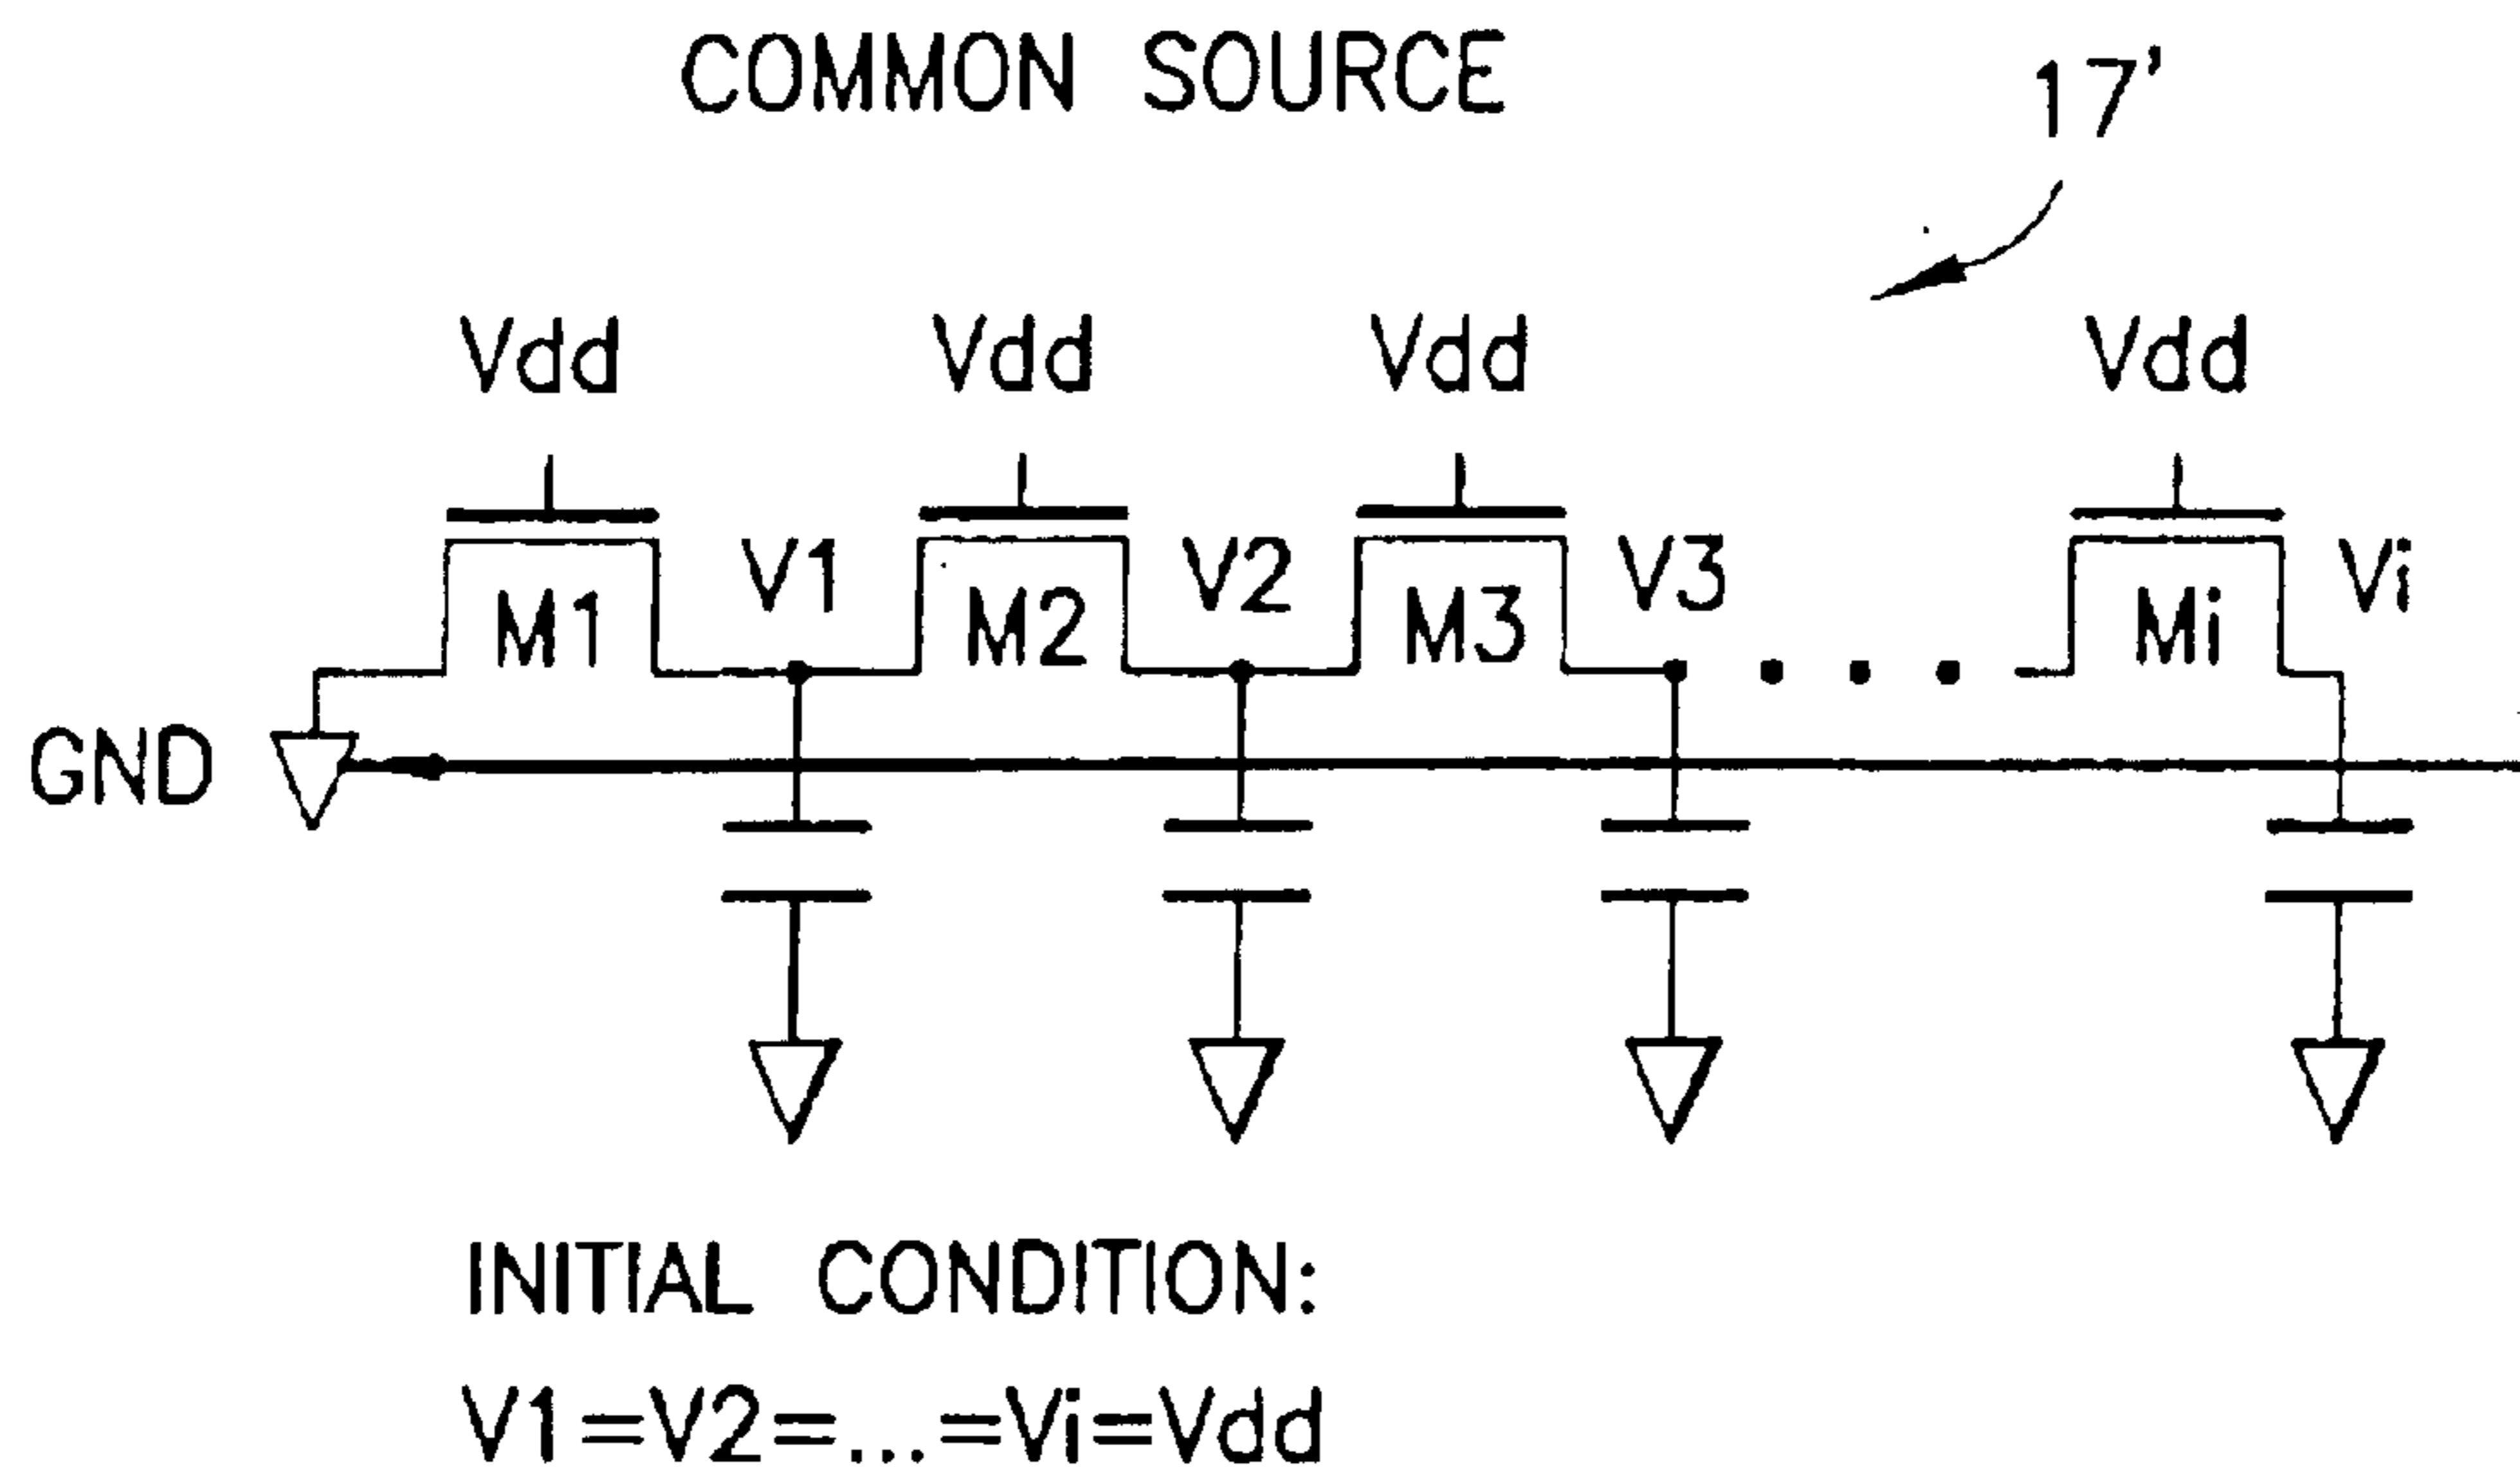 COMMON SOURCE
17'
Vdd Vdd Vdd Vdd
V1 V2 V3 Vi
M1 M2 M3 Mi
GND
INITIAL CONDITION:
V1=V2=...=Vi=Vdd